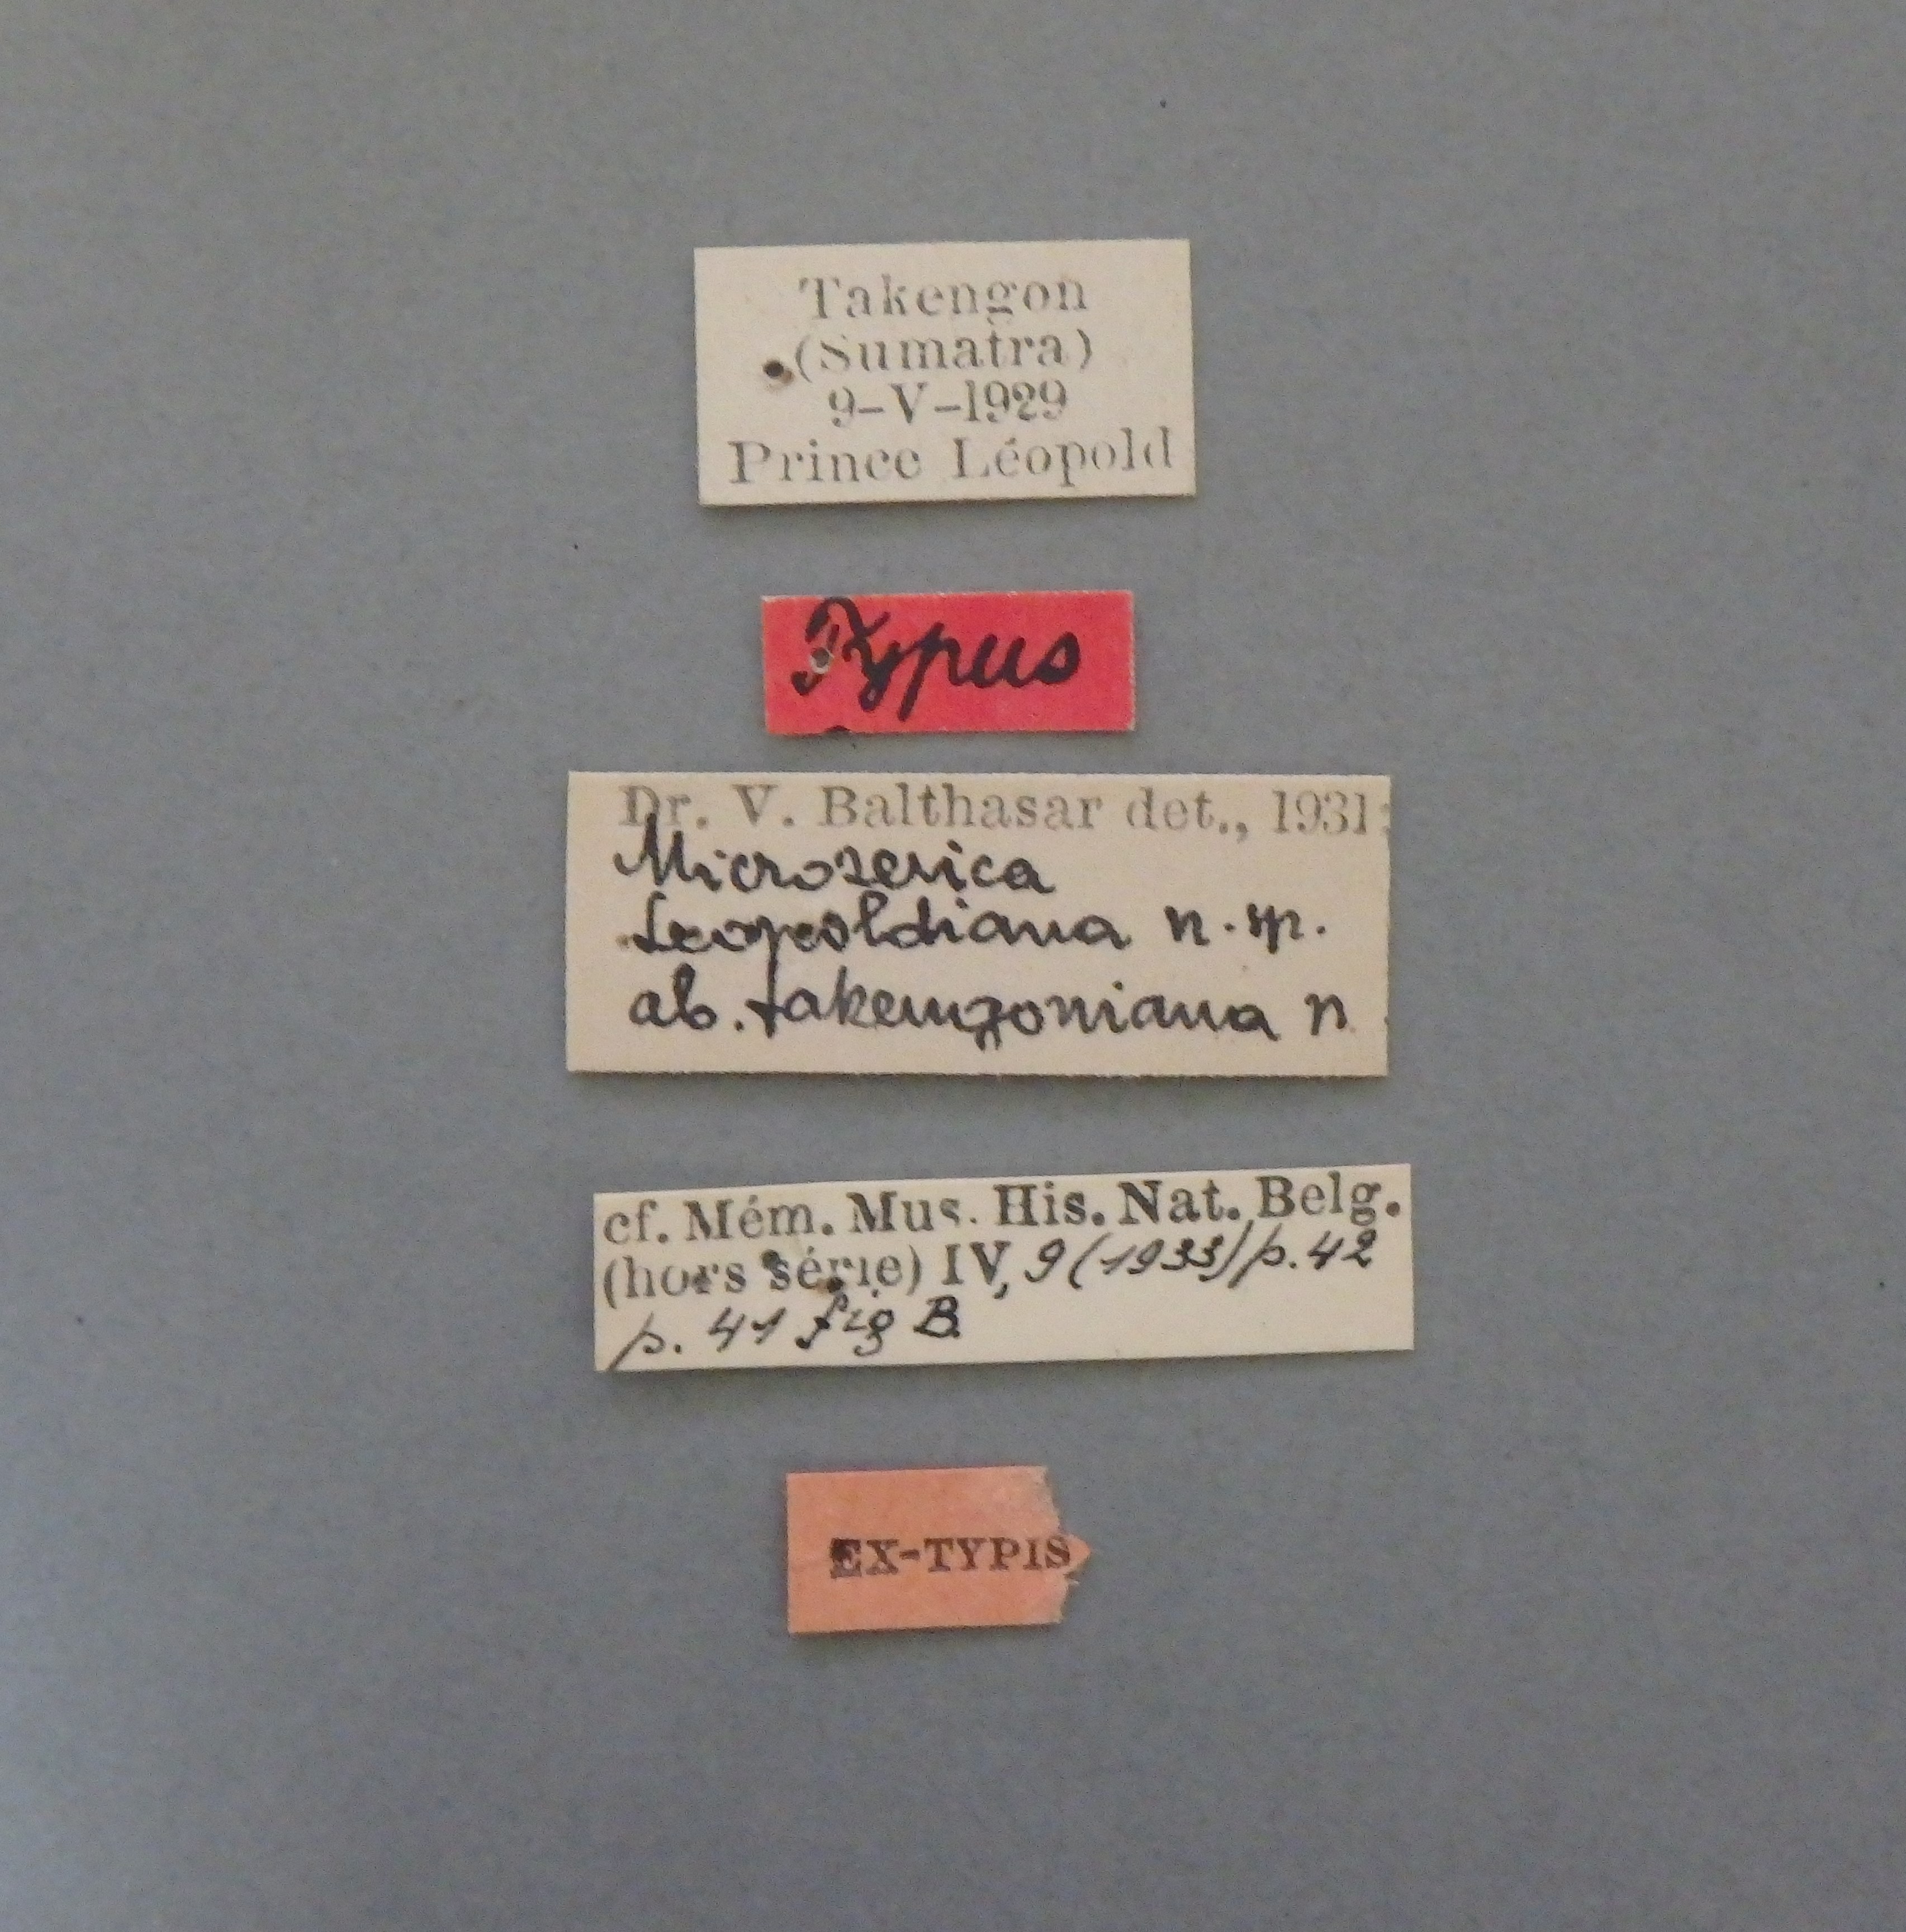 Takengon
(Sumatra)
9-V-1929
Prince Léopold
Typus
Dr. V. Balthasar det., 1931:
Microserica
Leopoldiana n. sp.
ab. takengoniana n.
cf. Mém. Mus. His. Nat. Belg.
(hors série) IV, 9 (1933) p. 42
p. 41 fig B.
EX-TYPIS